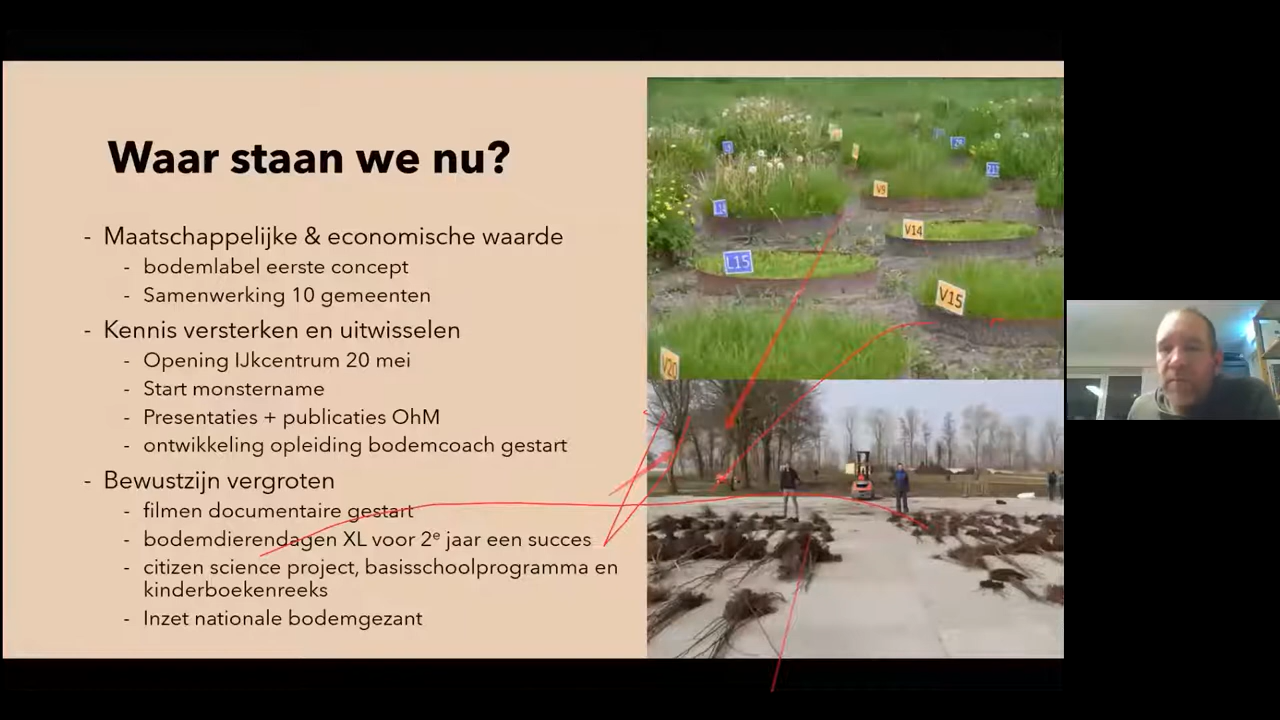 Waar staan we nu?
- Maatschappelijke & economische waarde
- bodemlabel eerste concept
- Samenwerking 10 gemeenten
- Kennis versterken en uitwisselen
- Opening IJkcentrum 20 mei
- Start monstername
- Presentaties + publicaties OhM
- ontwikkeling opleiding bodemcoach gestart
- Bewustzijn vergroten
- filmen documentaire gestart
- bodemdierendagen XL voor 2e jaar een succes
- citizen science project, basisschoolprogramma en
kinderboekenreeks
- Inzet nationale bodemgezant
V9
V14
L15
V15
V20